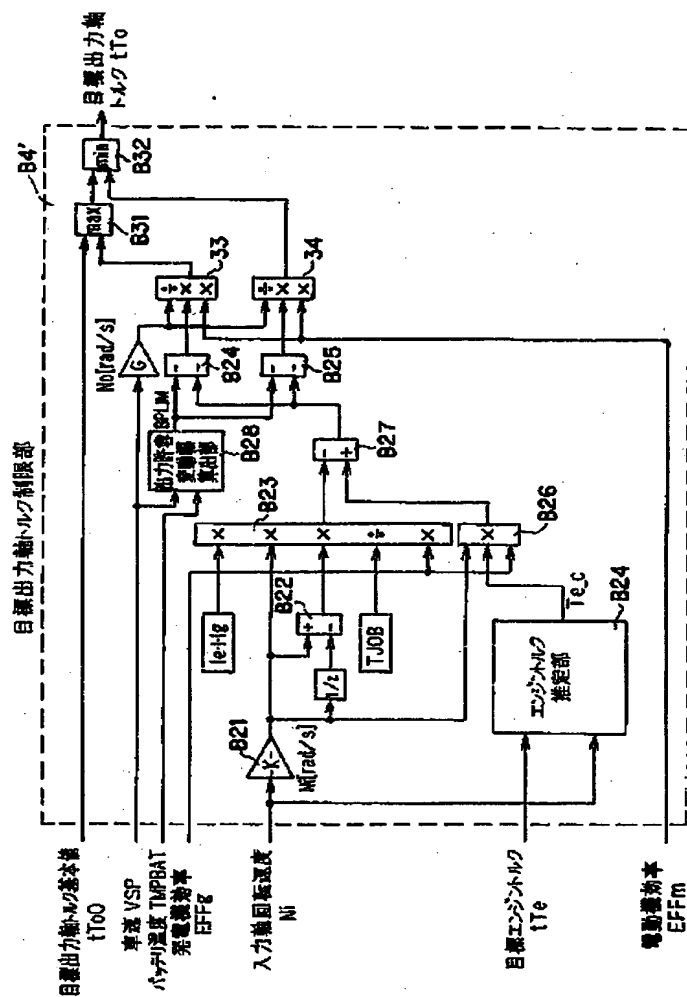 目標出力軸トルク制限部
B4'
目標出力軸トルク基本値
tTo0
車速 VSP
バッテリ温度 TMPBAT
発電機効率
EFFg
入力軸回転速度
Ni
目標エンジントルク
tTe
電動機効率
EFFm
目標出力軸
トルク tTo
No[rad/s]
G
max
B31
min
B32
÷
×
×
33
÷
×
×
34
-
-
B24
-
-
B25
出力許容
変動幅
算出部
BPLIM
B28
-
+
B27
×
×
×
÷
×
B23
×
B26
Ie+Ig
+
-
B22
1/z
TJOB
-K-
B21
Ni[rad/s]
エンジントルク
推定部
Te_c
B24